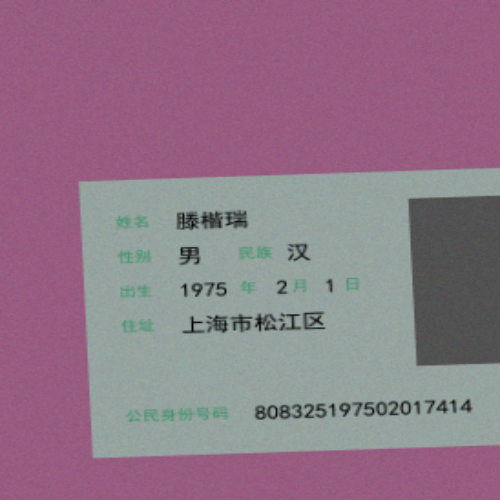 姓名 滕楷瑞
性别 男 民族 汉
出生 1975 年 2 月 1 日
住址 上海市松江区
公民身份号码 808325197502017414